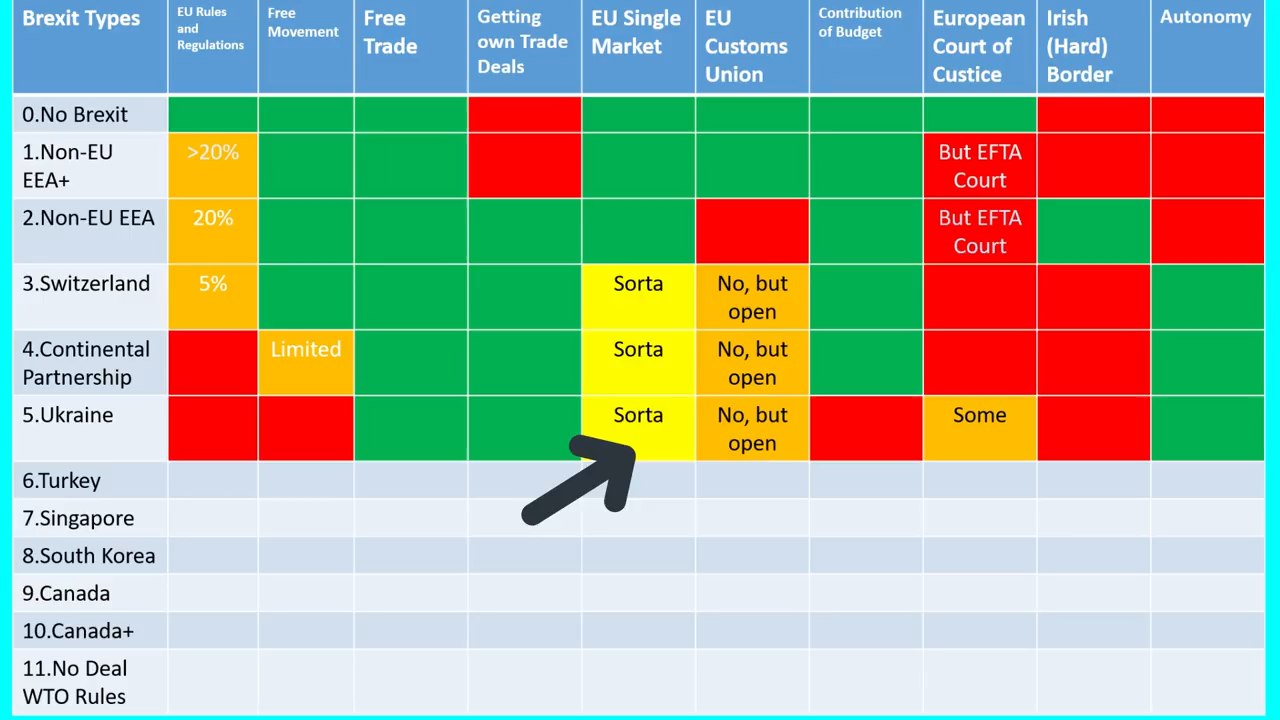 Brexit Types
EU Rules
and
Regulations
Free
Movement
Free
Trade
Getting
own Trade
Deals
EU Single
Market
EU
Customs
Union
Contribution
of Budget
European
Court of
Custice
Irish
(Hard)
Border
Autonomy
0.No Brexit
1.Non-EU
EEA+
>20%
But EFTA
Court
2.Non-EU EEA
20%
But EFTA
Court
3.Switzerland
5%
Sorta
No, but
open
4.Continental
Partnership
Limited
Sorta
No, but
open
5.Ukraine
Sorta
No, but
open
Some
6.Turkey
7.Singapore
8.South Korea
9.Canada
10.Canada+
11.No Deal
WTO Rules